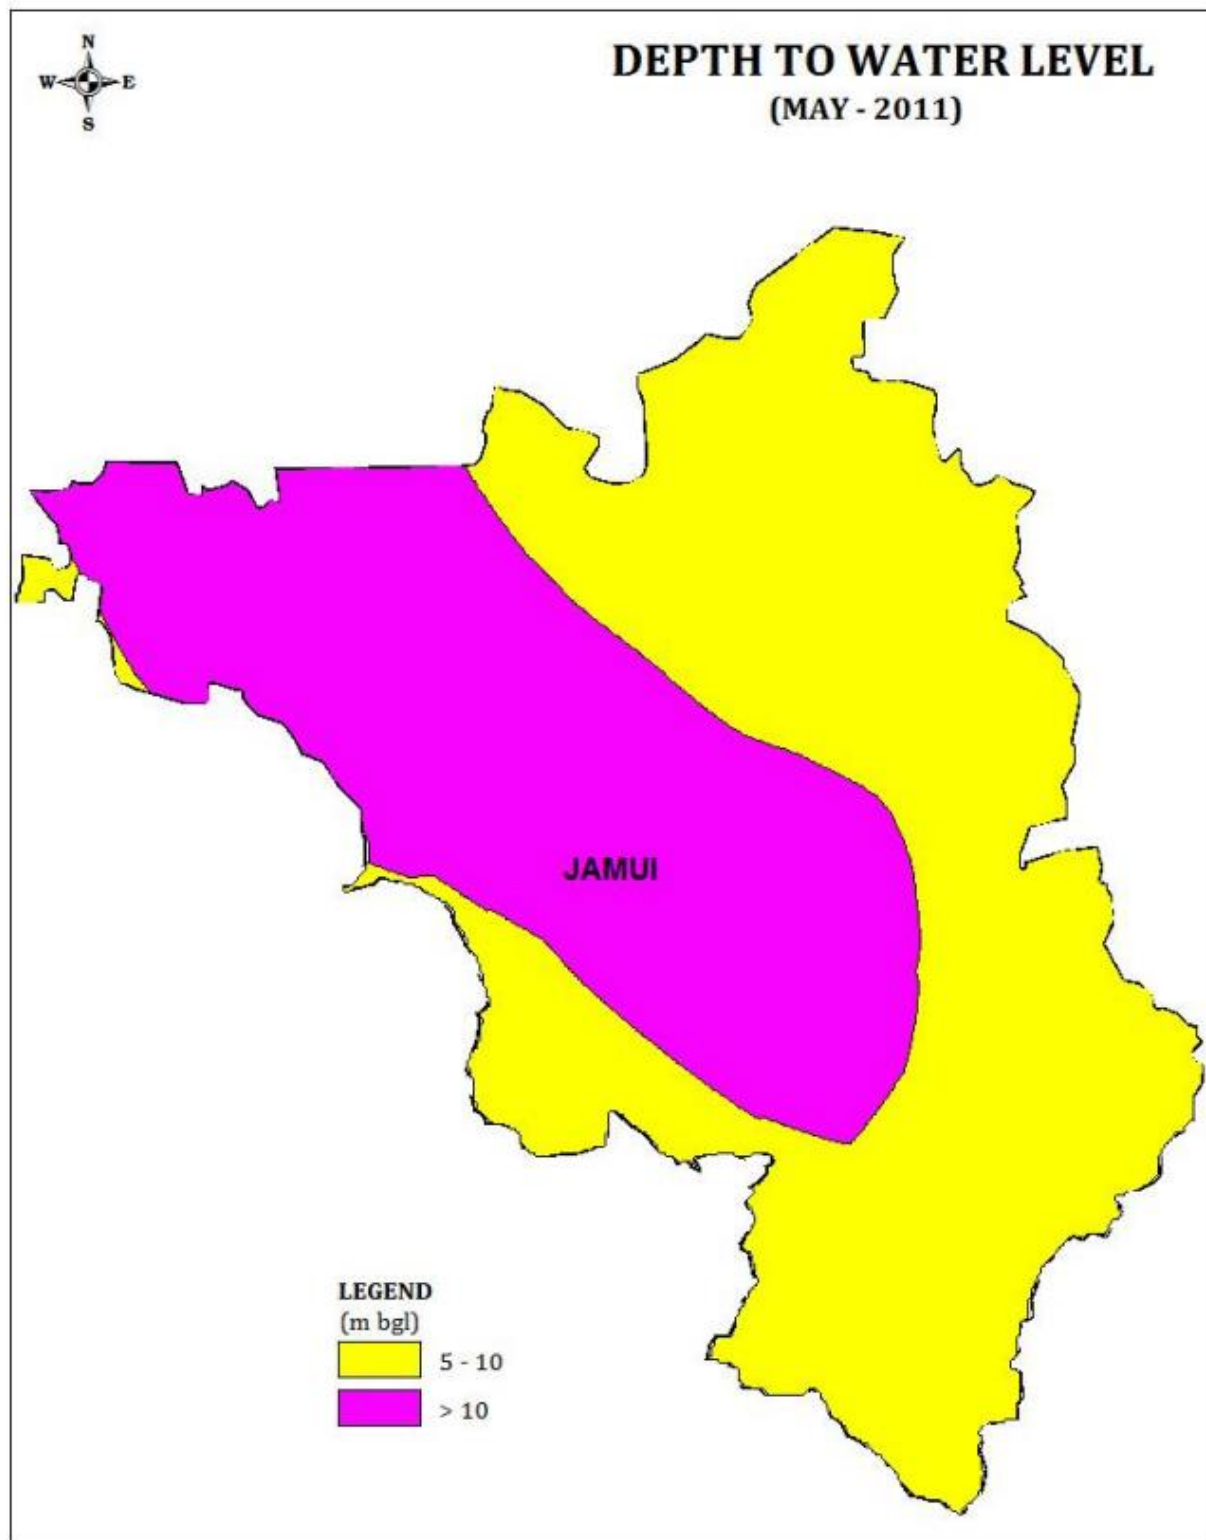 N
W E
S
DEPTH TO WATER LEVEL
(MAY - 2011)
JAMUI
LEGEND
(m bgl)
5 - 10
> 10